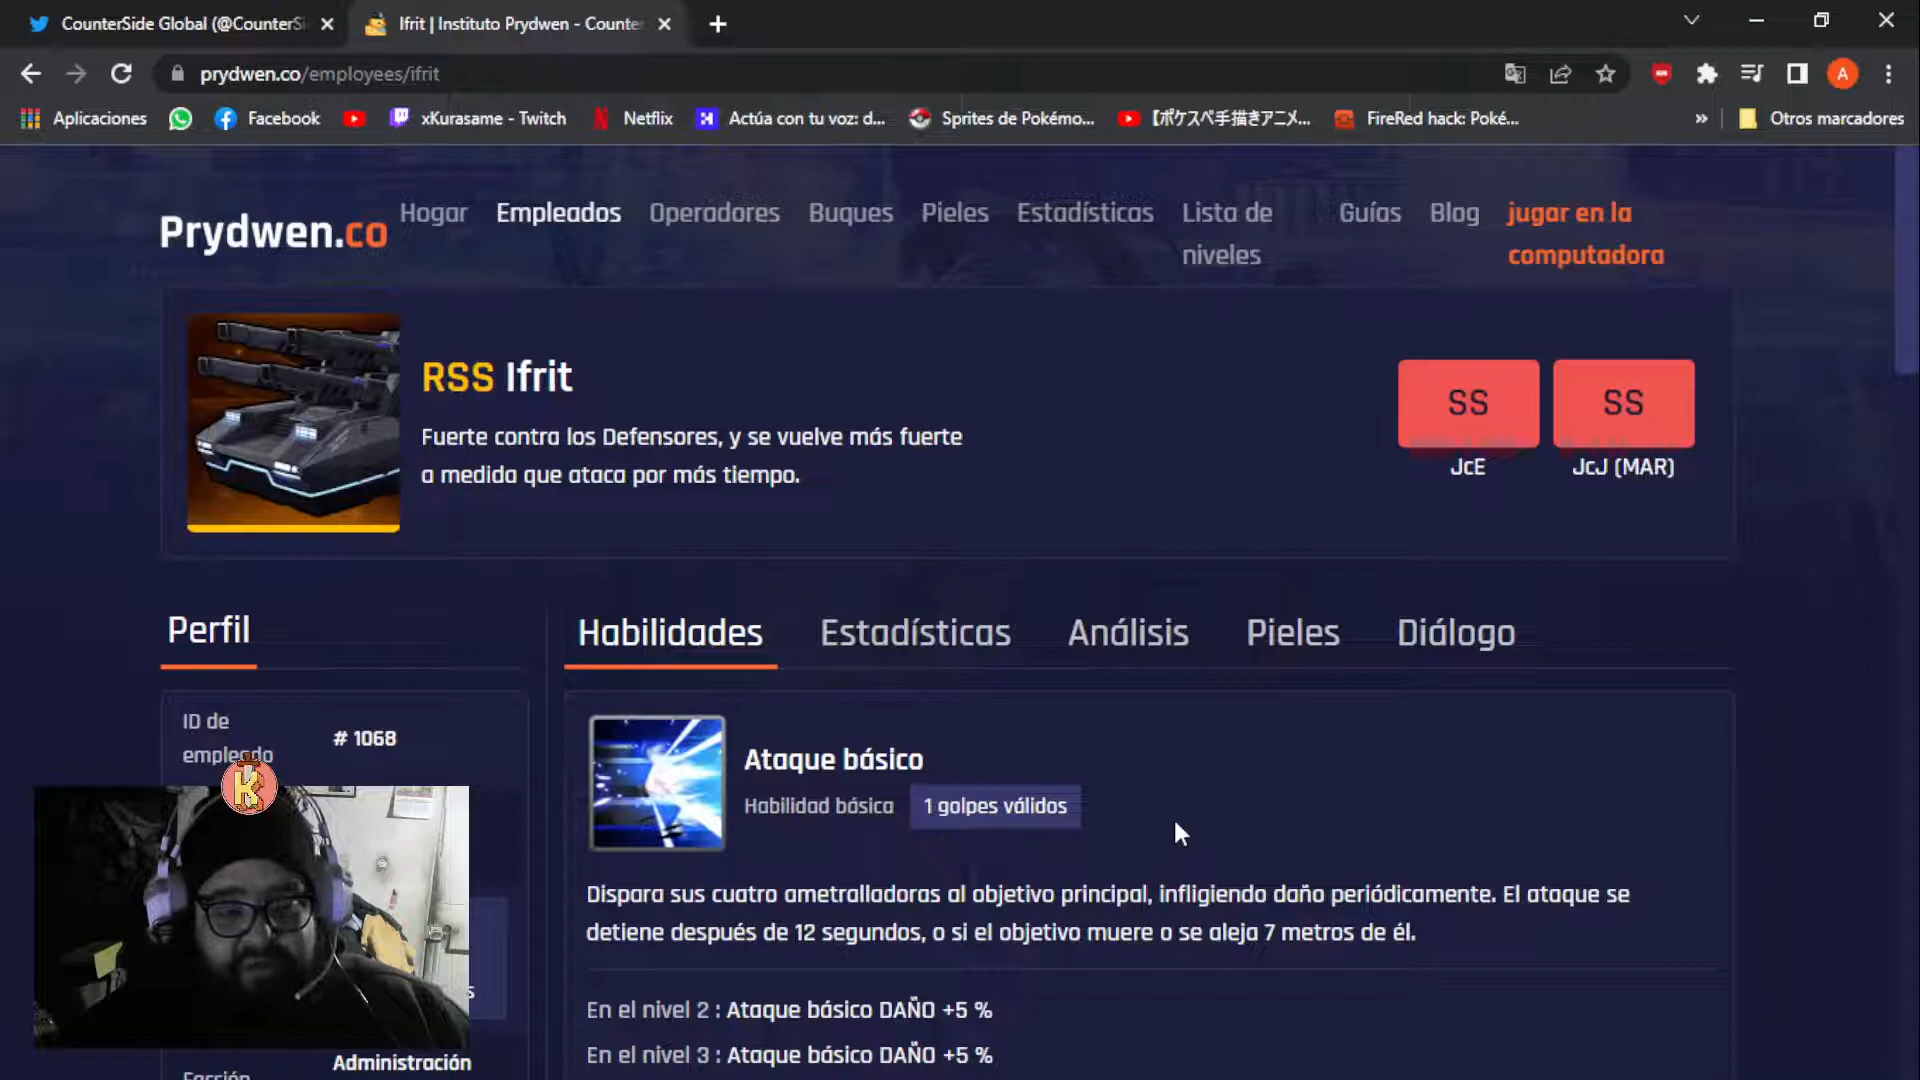 CounterSide Global (@CounterSi
Ifrit | Instituto Prydwen - Counte
prydwen.co/employees/ifrit
A
Aplicaciones
Facebook
xKurasame - Twitch
Netflix
Actúa con tu voz: d...
Sprites de Pokémo...
【ポケスペ手描きアニメ...
FireRed hack: Poké...
»
Otros marcadores
Prydwen.co
Hogar
Empleados
Operadores
Buques
Pieles
Estadísticas
Lista de
niveles
Guías
Blog
jugar en la
computadora
RSS Ifrit
Fuerte contra los Defensores, y se vuelve más fuerte
a medida que ataca por más tiempo.
SS
JcE
SS
JcJ (MAR)
Perfil
Habilidades
Estadísticas
Análisis
Pieles
Diálogo
ID de
empleado
# 1068
K
Administración
Facción
Ataque básico
Habilidad básica
1 golpes válidos
Dispara sus cuatro ametralladoras al objetivo principal, infligiendo daño periódicamente. El ataque se
detiene después de 12 segundos, o si el objetivo muere o se aleja 7 metros de él.
En el nivel 2 : Ataque básico DAÑO +5 %
En el nivel 3 : Ataque básico DAÑO +5 %